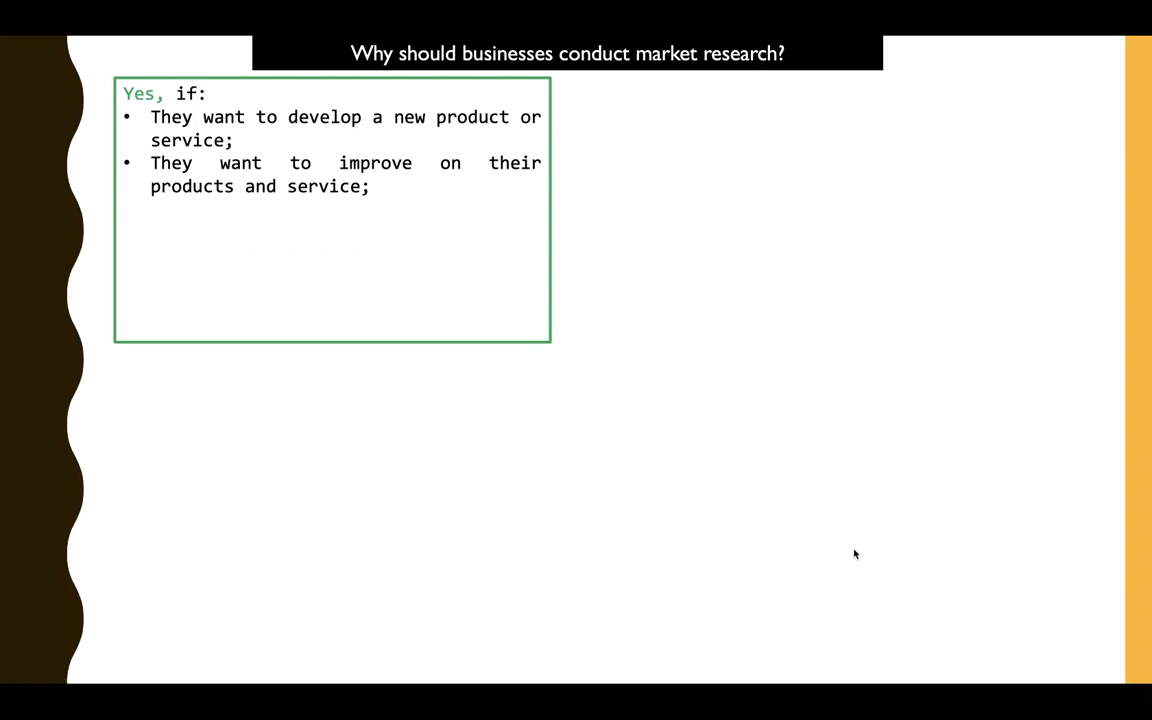 Why should businesses conduct market research?
Yes, if:
• They want to develop a new product or
service;
• They want to improve on their
products and service;